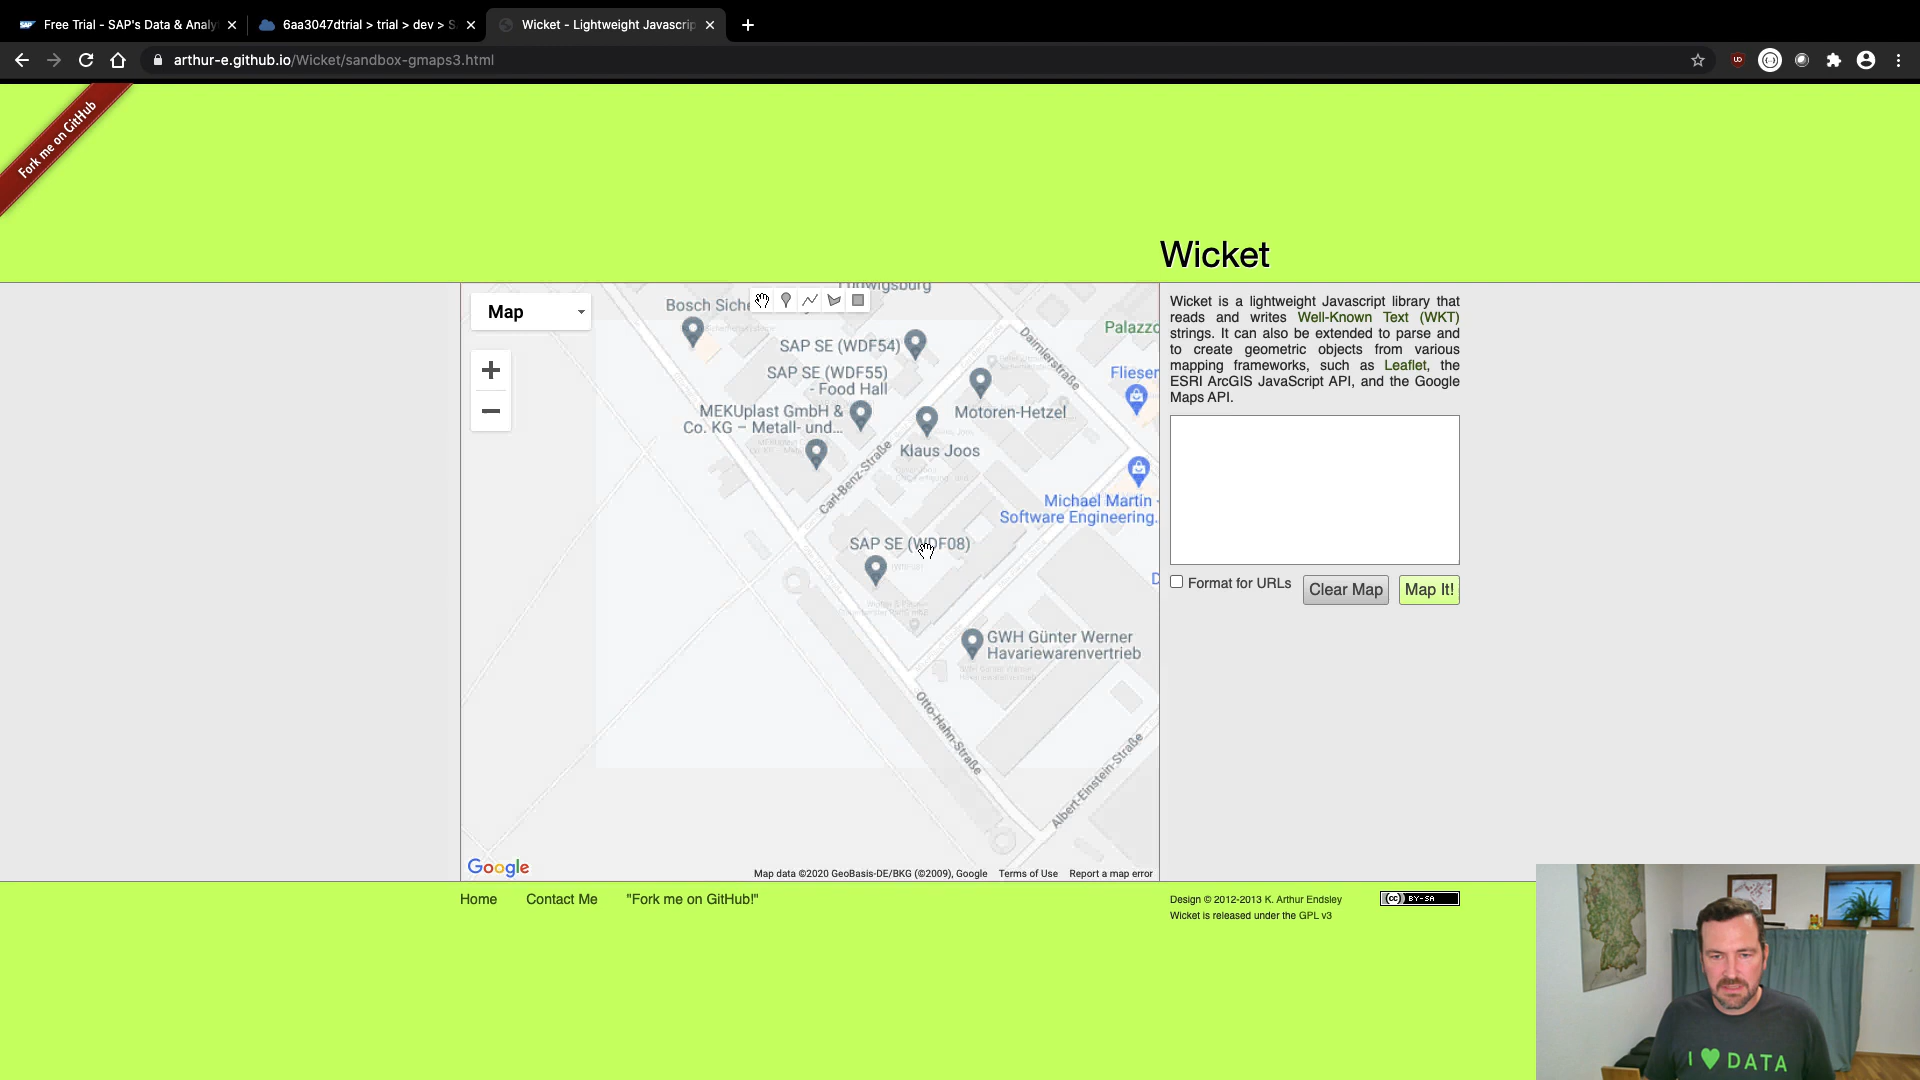 Free Trial - SAP's Data & Analy
6aa3047dtrial > trial > dev > S
Wicket - Lightweight Javascrip
arthur-e.github.io/Wicket/sandbox-gmaps3.html
Fork me on GitHub
Wicket
Map
Bosch Siche
Ludwigsburg
SAP SE (WDF54)
SAP SE (WDF55)
- Food Hall
MEKUplast GmbH &
Co. KG – Metall- und...
Motoren-Hetzel
Klaus Joos
Daimlerstraße
Palazzo
Flieser
Carl-Benz-Straße
Michael Martin -
Software Engineering.
SAP SE (WDF08)
GWH Günter Werner
Havariewarenvertrieb
Otto-Hahn-Straße
Albert-Einstein-Straße
Google
Map data ©2020 GeoBasis-DE/BKG (©2009), Google
Terms of Use
Report a map error
Wicket is a lightweight Javascript library that
reads and writes Well-Known Text (WKT)
strings. It can also be extended to parse and
to create geometric objects from various
mapping frameworks, such as Leaflet, the
ESRI ArcGIS JavaScript API, and the Google
Maps API.
Format for URLs
Clear Map
Map It!
Home
Contact Me
"Fork me on GitHub!"
Design © 2012-2013 K. Arthur Endsley
Wicket is released under the GPL v3
(cc) BY-SA
I ♥ DATA